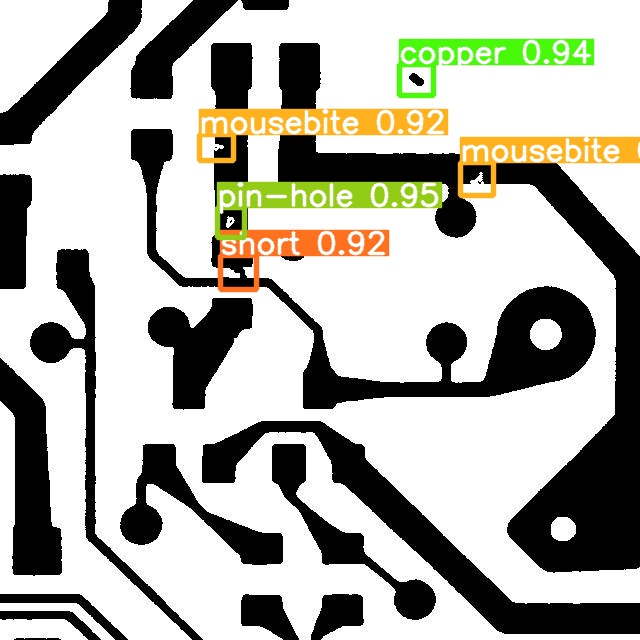 copper 0.94
mousebite 0.92
mousebite
pin-hole 0.95
short 0.92